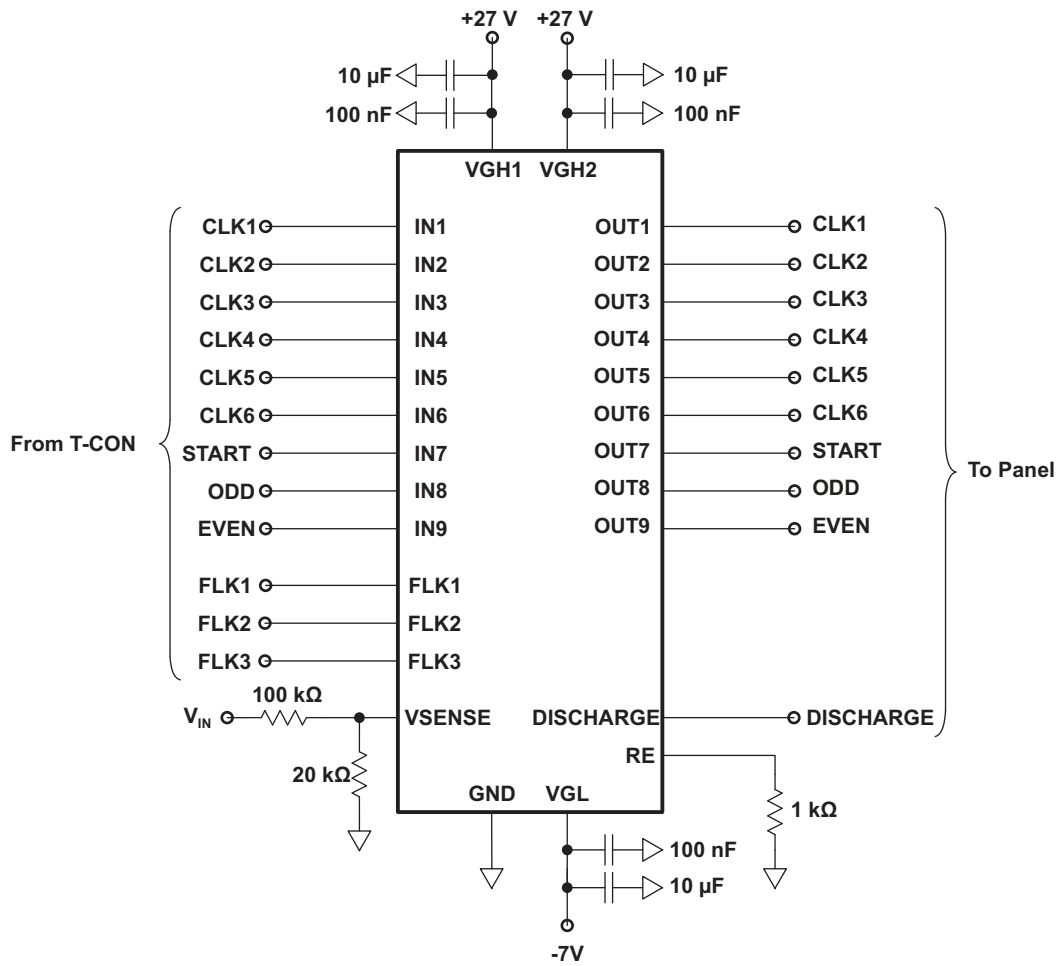 +27 V +27 V
10 µF 10 µF
100 nF 100 nF
VGH1 VGH2
CLK1 IN1 OUT1 CLK1
CLK2 IN2 OUT2 CLK2
CLK3 IN3 OUT3 CLK3
CLK4 IN4 OUT4 CLK4
CLK5 IN5 OUT5 CLK5
CLK6 IN6 OUT6 CLK6
From T-CON
START IN7 OUT7 START
To Panel
ODD IN8 OUT8 ODD
EVEN IN9 OUT9 EVEN
FLK1 FLK1
FLK2 FLK2
FLK3 FLK3
100 kΩ
VIN VSENSE DISCHARGE DISCHARGE
RE
20 kΩ
GND VGL
1 kΩ
100 nF
10 µF
-7V